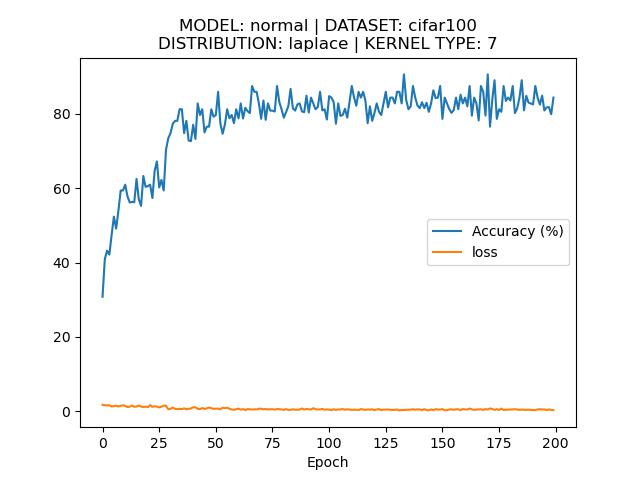 MODEL: normal | DATASET: cifar100
DISTRIBUTION: laplace | KERNEL TYPE: 7
80
60
40
20
0
Accuracy (%)
loss
0 25 50 75 100 125 150 175 200
Epoch